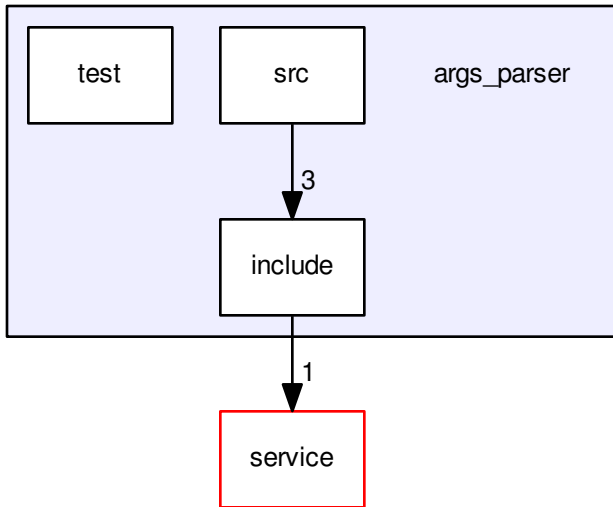 test
src
args_parser
3
include
1
service